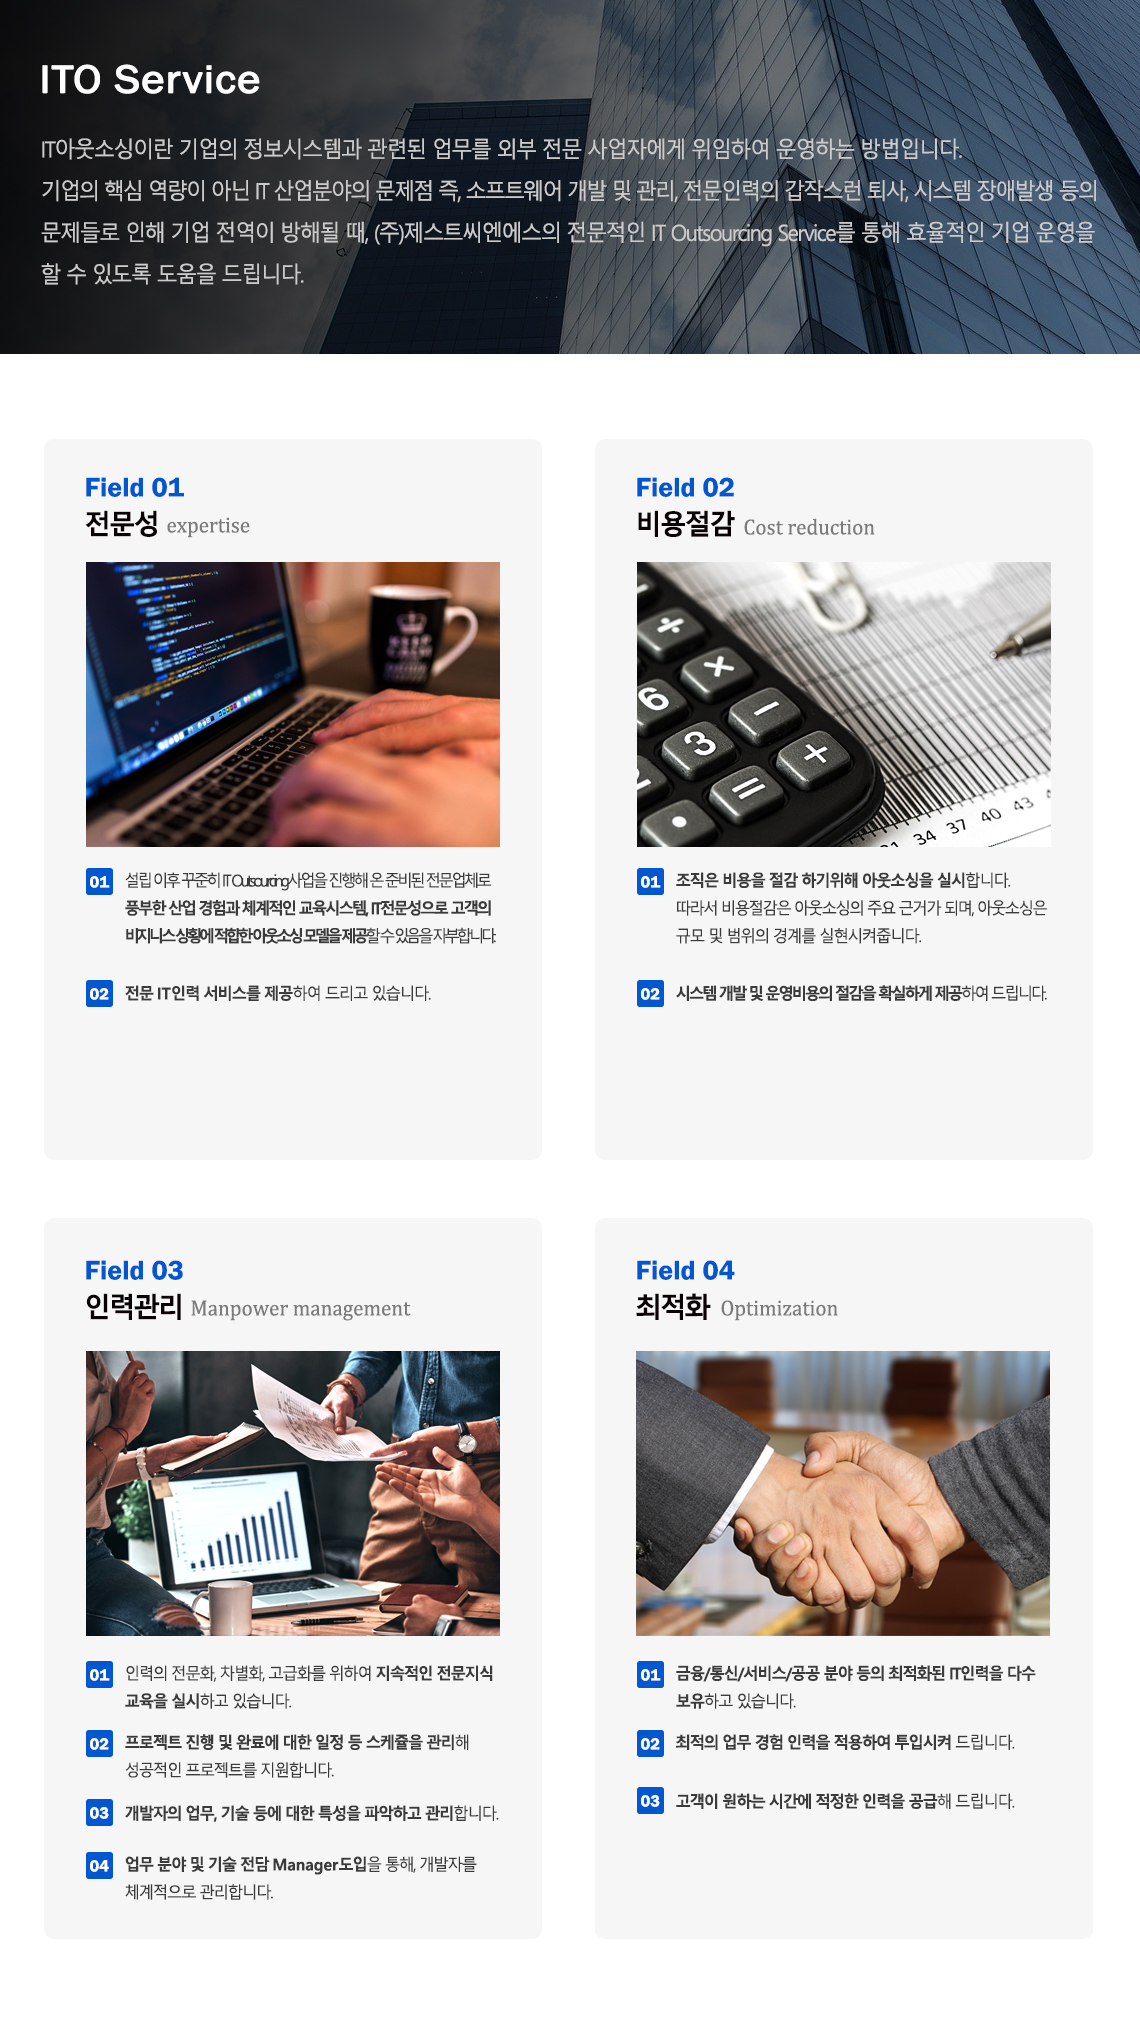 ITO Service
IT아웃소싱이란 기업의 정보시스템과 관련된 업무를 외부 전문 사업자에게 위임하여 운영하는 방법입니다.
기업의 핵심 역량이 아닌 IT 산업분야의 문제점 즉, 소프트웨어 개발 및 관리, 전문인력의 갑작스런 퇴사, 시스템 장애발생 등의
문제들로 인해 기업 전역이 방해될 때, (주)제스트씨엔에스의 전문적인 IT Outsourcing Service를 통해 효율적인 기업 운영을
할 수 있도록 도움을 드립니다.
Field 01
전문성 expertise
KEEP
CALM
01 설립 이후 꾸준히 IT Outsourcing사업을 진행해 온 준비된 전문업체로
풍부한 산업 경험과 체계적인 교육시스템, IT전문성으로 고객의
비지니스 상황에 적합한 아웃소싱 모델을 제공할 수 있음을 자부합니다.
02 전문 IT인력 서비스를 제공하여 드리고 있습니다.
Field 02
비용절감 Cost reduction
÷
×
6
−
3
+
2
=
34 37 40 43
01 조직은 비용을 절감 하기위해 아웃소싱을 실시합니다.
따라서 비용절감은 아웃소싱의 주요 근거가 되며, 아웃소싱은
규모 및 범위의 경계를 실현시켜줍니다.
02 시스템 개발 및 운영비용의 절감을 확실하게 제공하여 드립니다.
Field 03
인력관리 Manpower management
01 인력의 전문화, 차별화, 고급화를 위하여 지속적인 전문지식
교육을 실시하고 있습니다.
02 프로젝트 진행 및 완료에 대한 일정 등 스케쥴을 관리해
성공적인 프로젝트를 지원합니다.
03 개발자의 업무, 기술 등에 대한 특성을 파악하고 관리합니다.
04 업무 분야 및 기술 전담 Manager도입을 통해, 개발자를
체계적으로 관리합니다.
Field 04
최적화 Optimization
01 금융/통신/서비스/공공 분야 등의 최적화된 IT인력을 다수
보유하고 있습니다.
02 최적의 업무 경험 인력을 적용하여 투입시켜 드립니다.
03 고객이 원하는 시간에 적정한 인력을 공급해 드립니다.